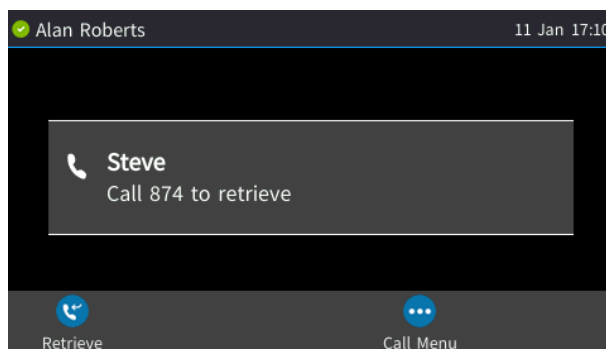 Alan Roberts 11 Jan 17:10
Steve
Call 874 to retrieve
Retrieve Call Menu